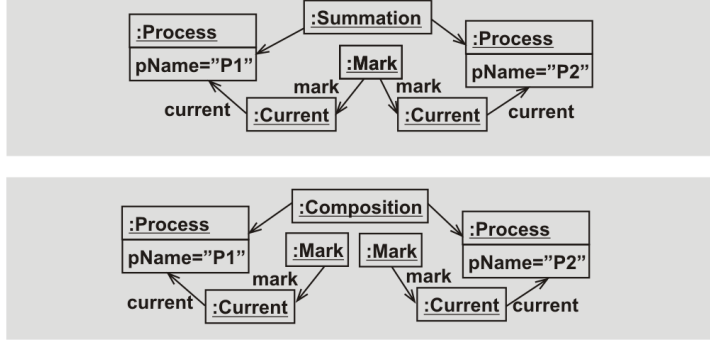 :Summation
:Process
:Process
:Mark
pName="P1"
pName="P2"
mark
mark
current
:Current
:Current
current
:Composition
:Process
:Process
:Mark
:Mark
pName="P1"
pName="P2"
mark
mark
current
:Current
:Current
current